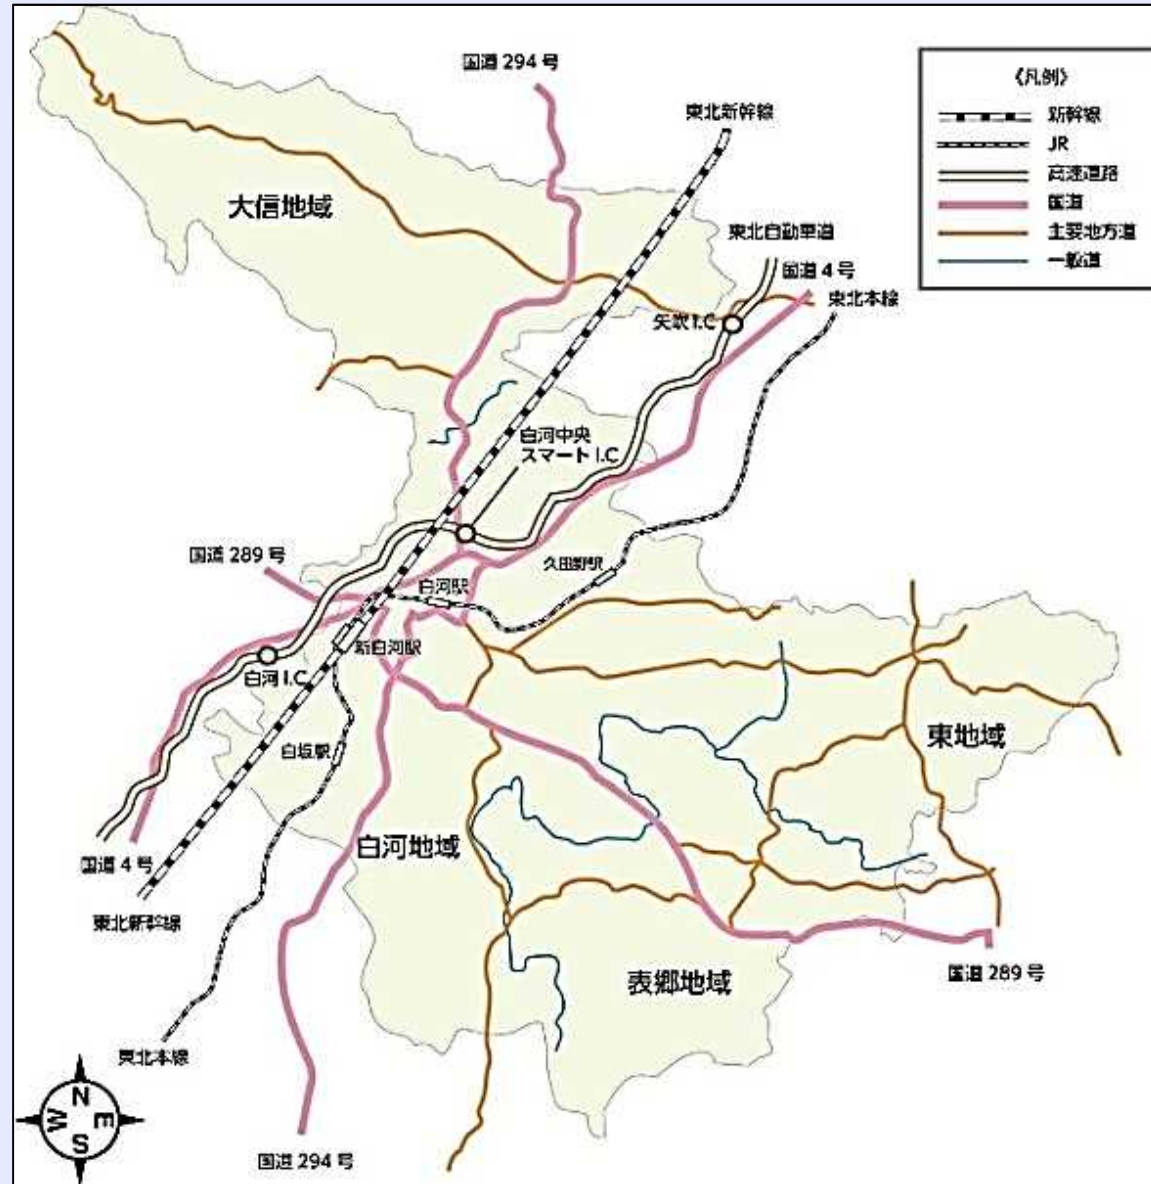 国道 294 号
東北新幹線
《凡例》
新幹線
JR
高速道路
国道
主要地方道
一般道
大信地域
東北自動車道
国道 4 号
東北本線
矢吹 I.C
白河中央
スマート I.C
国道 289 号
久田野駅
白河駅
新白河駅
白河 I.C
白坂駅
東地域
白河地域
国道 4 号
東北新幹線
表郷地域
国道 289 号
東北本線
N
W
E
S
国道 294 号